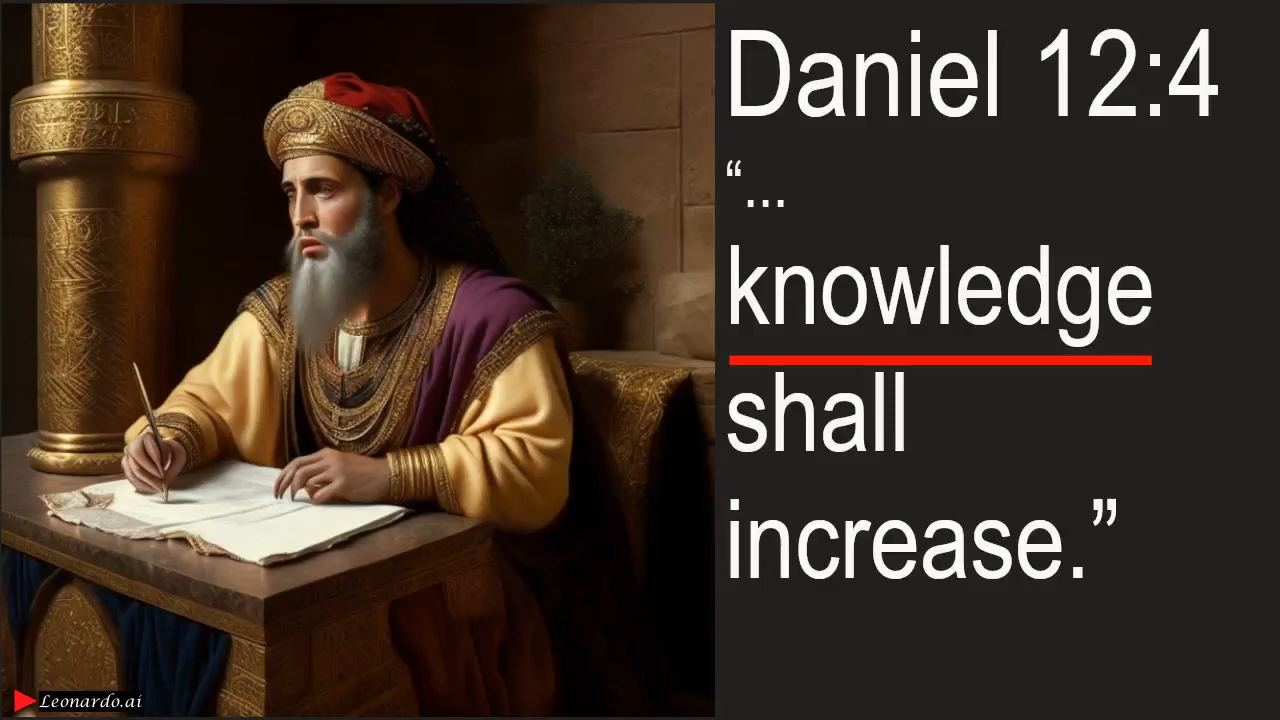 Daniel 12:4
“...
knowledge
shall
increase.”
Leonardo.ai